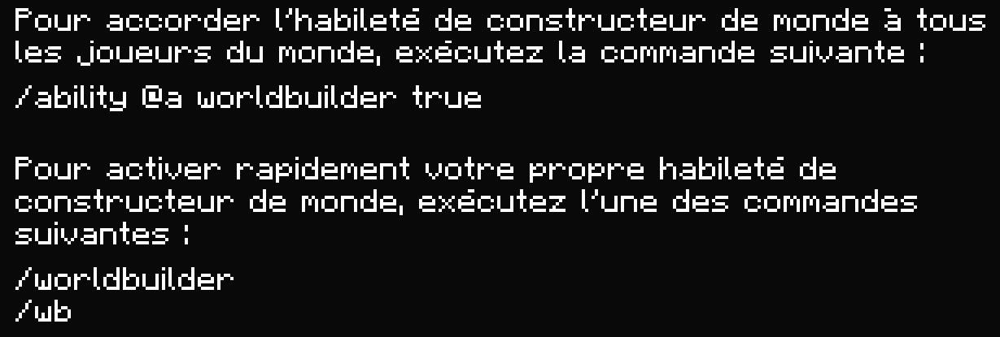 Pour accorder l'habileté de constructeur de monde à tous
les joueurs du monde, exécutez la commande suivante :
/ability @a worldbuilder true
Pour activer rapidement votre propre habileté de
constructeur de monde, exécutez l'une des commandes
suivantes :
/worldbuilder
/wb